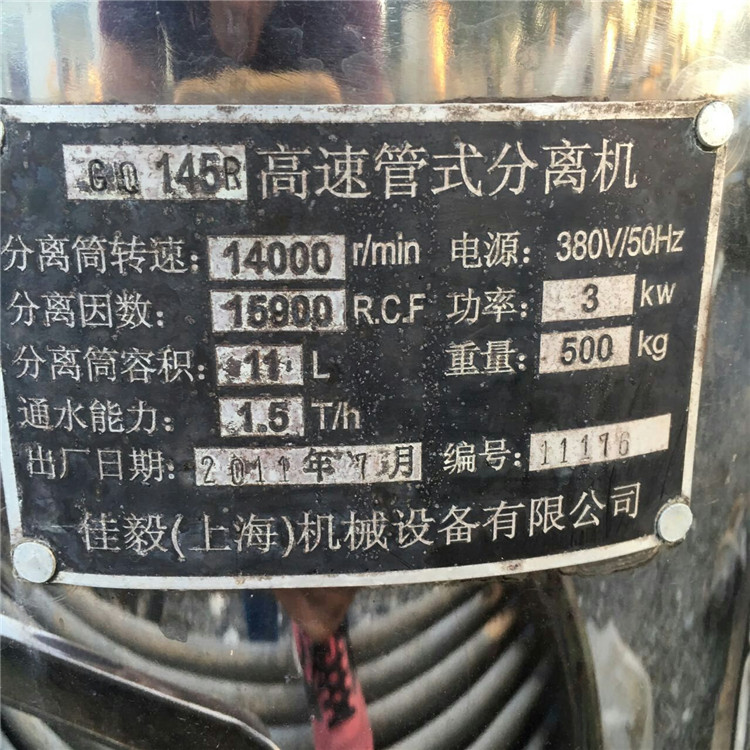 GQ 145R 高速管式分离机
分离筒转速: 14000 r/min 电源: 380V/50Hz
分离因数: 15900 R.C.F 功率: 3 kw
分离筒容积: 11 L 重量: 500 kg
通水能力: 1.5 T/h
出厂日期: 2011年7月 编号: 11176
佳毅(上海)机械设备有限公司